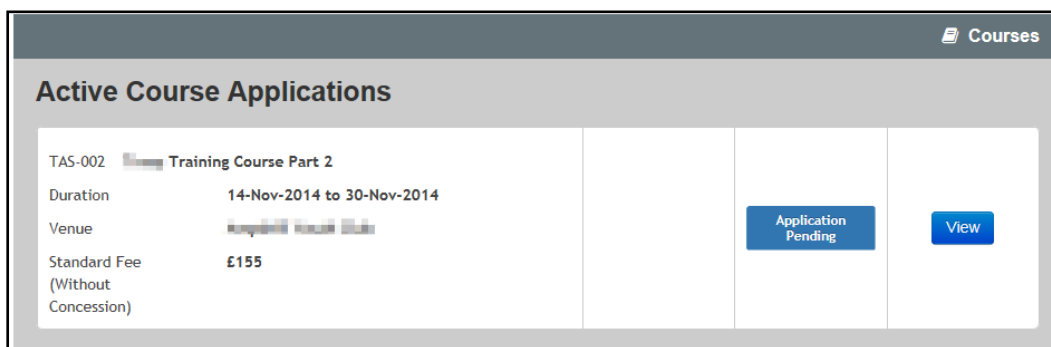 Courses
Active Course Applications
TAS-002 Training Course Part 2
Duration 14-Nov-2014 to 30-Nov-2014
Venue
Standard Fee £155
(Without
Concession)
Application
Pending
View